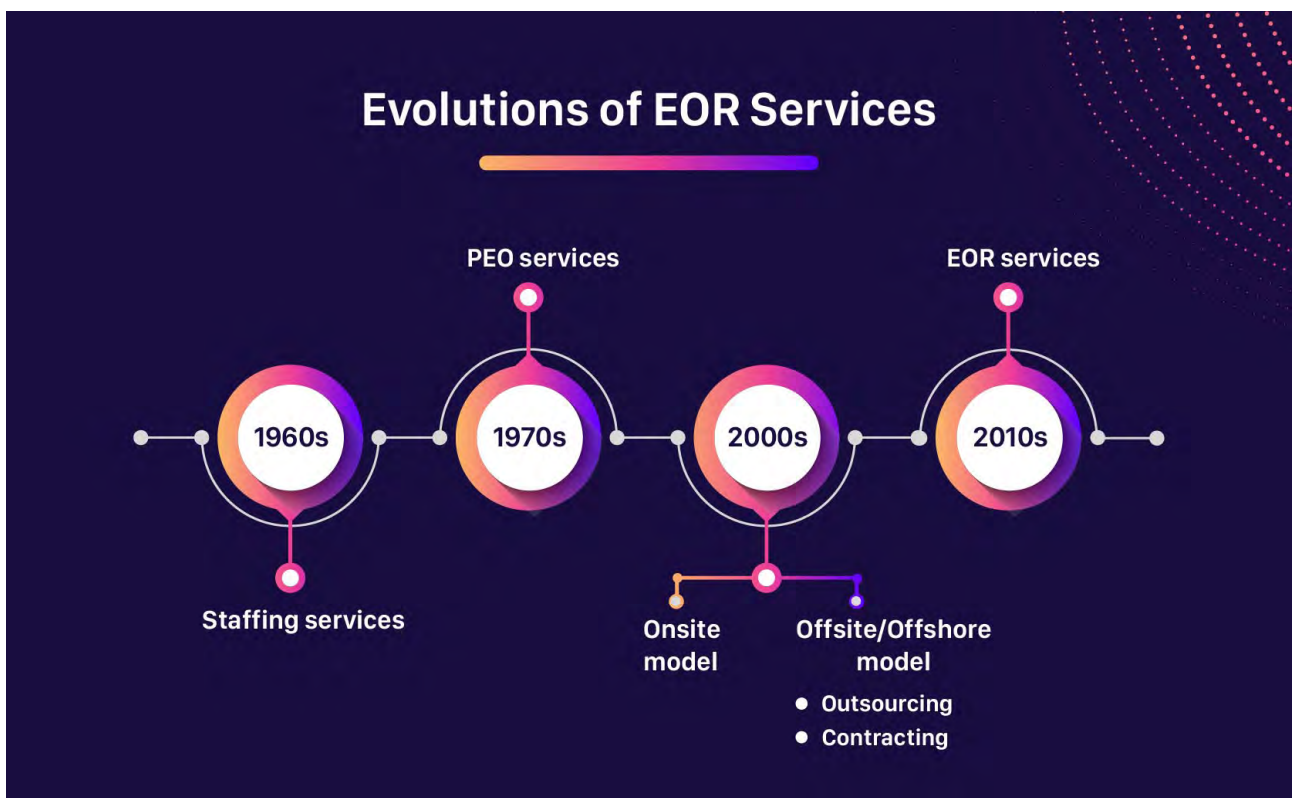 Evolutions of EOR Services
PEO services
EOR services
1960s
1970s
2000s
2010s
Staffing services
Onsite
model
Offsite/Offshore
model
Outsourcing
Contracting